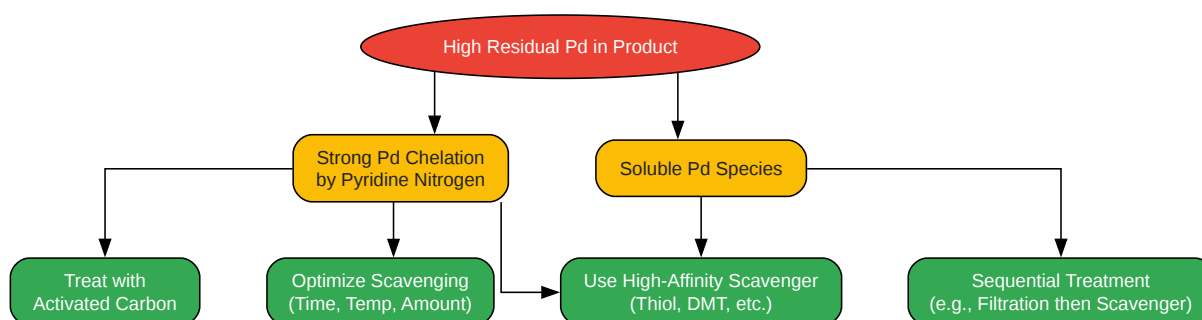 High Residual Pd in Product
Strong Pd Chelation
by Pyridine Nitrogen
Soluble Pd Species
Treat with
Activated Carbon
Optimize Scavenging
(Time, Temp, Amount)
Use High-Affinity Scavenger
(Thiol, DMT, etc.)
Sequential Treatment
(e.g., Filtration then Scavenger)